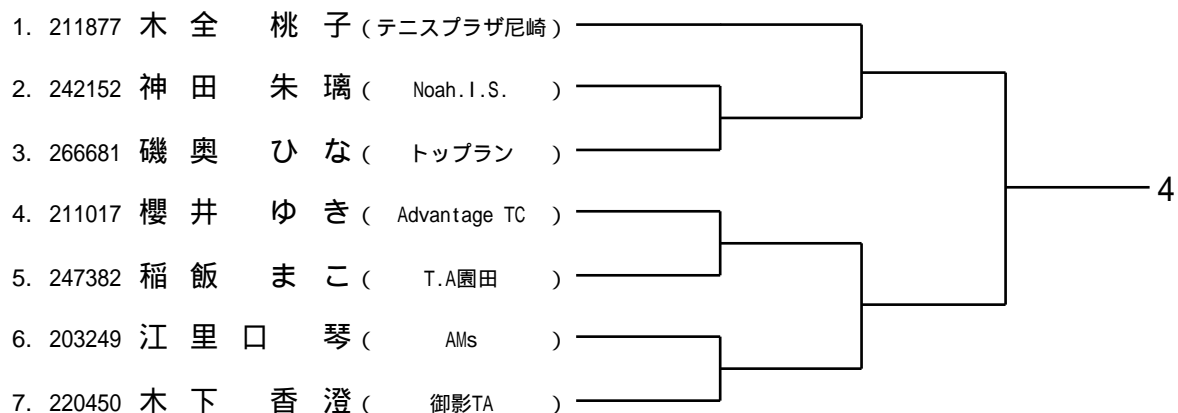 1. 211877 木全 桃子 (テニスプラザ尼崎)
2. 242152 神田 朱璃 ( Noah.I.S. )
3. 266681 磯奥 ひな ( トップラン )
4
4. 211017 櫻井 ゆき ( Advantage TC )
5. 247382 稲飯 まこ ( T.A園田 )
6. 203249 江里口 琴 ( AMs )
7. 220450 木下 香澄 ( 御影TA )